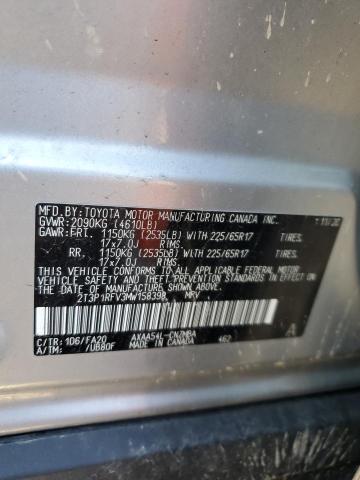 MFD.BY:TOYOTA MOTOR MANUFACTURING CANADA INC. 11/20
GVWR:2090KG (4610LB)
GAWR:FRT. 1150KG (2535LB) WITH 225/65R17 TIRES.
17x7.0J RIMS.
RR. 1150KG (2535LB) WITH 225/65R17 TIRES.
17x7.0J RIMS.
THIS VEHICLE CONFORMS TO ALL APPLICABLE FEDERAL MOTOR
VEHICLE SAFETY AND THEFT PREVENTION STANDARDS IN EFFECT
ON THE DATE OF MANUFACTURE SHOWN ABOVE.
2T3P1RFV3MW158398 MPV
C/TR:1D6/FA20 AXAA54L-CNZMBA 462 A
A/TM: /UB80F MADE IN CANADA